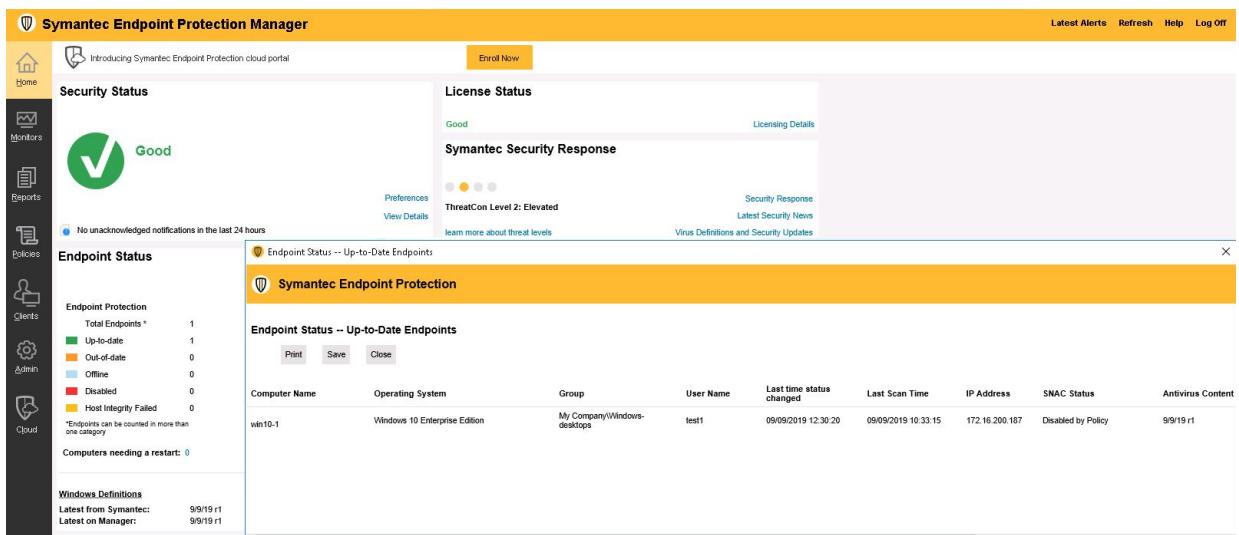 Symantec Endpoint Protection Manager
Latest Alerts Refresh Help Log Off
Introducing Symantec Endpoint Protection cloud portal
Enroll Now
Home
Monitors
Reports
Policies
Clients
Admin
Cloud
Security Status
Good
Preferences
View Details
No unacknowledged notifications in the last 24 hours
License Status
Good
Licensing Details
Symantec Security Response
ThreatCon Level 2: Elevated
Security Response
Latest Security News
learn more about threat levels
Virus Definitions and Security Updates
Endpoint Status
Endpoint Protection
Total Endpoints * 1
Up-to-date 1
Out-of-date 0
Offline 0
Disabled 0
Host Integrity Failed 0
*Endpoints can be counted in more than
one category
Computers needing a restart: 0
Windows Definitions
Latest from Symantec: 9/9/19 r1
Latest on Manager: 9/9/19 r1
Endpoint Status -- Up-to-Date Endpoints
Symantec Endpoint Protection
Endpoint Status -- Up-to-Date Endpoints
Print Save Close
Computer Name Operating System Group User Name Last time status changed Last Scan Time IP Address SNAC Status Antivirus Content
win10-1 Windows 10 Enterprise Edition My Company\Windows-desktops test1 09/09/2019 12:30:20 09/09/2019 10:33:15 172.16.200.187 Disabled by Policy 9/9/19 r1